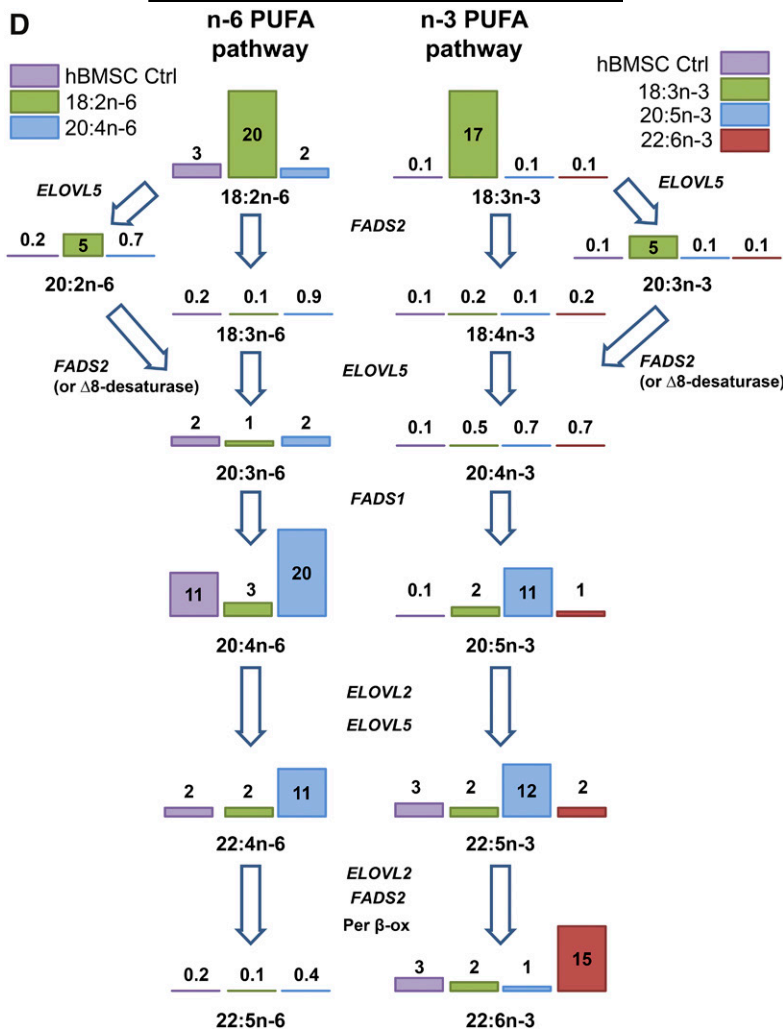 D
n-6 PUFA
pathway
n-3 PUFA
pathway
hBMSC Ctrl
18:2n-6
20:4n-6
hBMSC Ctrl
18:3n-3
20:5n-3
22:6n-3
3 20 2
18:2n-6
0.1 17 0.1 0.1
18:3n-3
ELOVL5
FADS2
ELOVL5
0.2 5 0.7
20:2n-6
0.1 5 0.1 0.1
20:3n-3
0.2 0.1 0.9
18:3n-6
0.1 0.2 0.1 0.2
18:4n-3
FADS2
(or Δ8-desaturase)
ELOVL5
FADS2
(or Δ8-desaturase)
2 1 2
20:3n-6
0.1 0.5 0.7 0.7
20:4n-3
FADS1
11 3 20
20:4n-6
0.1 2 11 1
20:5n-3
ELOVL2
ELOVL5
2 2 11
22:4n-6
3 2 12 2
22:5n-3
ELOVL2
FADS2
Per β-ox
0.2 0.1 0.4
22:5n-6
3 2 1 15
22:6n-3